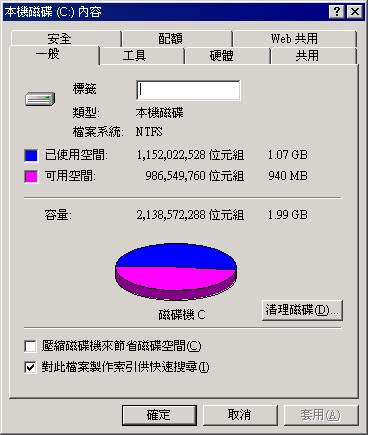 本機磁碟 (C:) 內容
安全 配額 Web 共用
一般 工具 硬體 共用
標籤
類型: 本機磁碟
檔案系統: NTFS
已使用空間: 1,152,022,528 位元組 1.07 GB
可用空間: 986,549,760 位元組 940 MB
容量: 2,138,572,288 位元組 1.99 GB
磁碟機 C
清理磁碟(D)...
壓縮磁碟機來節省磁碟空間(C)
對此檔案製作索引供快速搜尋(I)
確定 取消 套用(A)